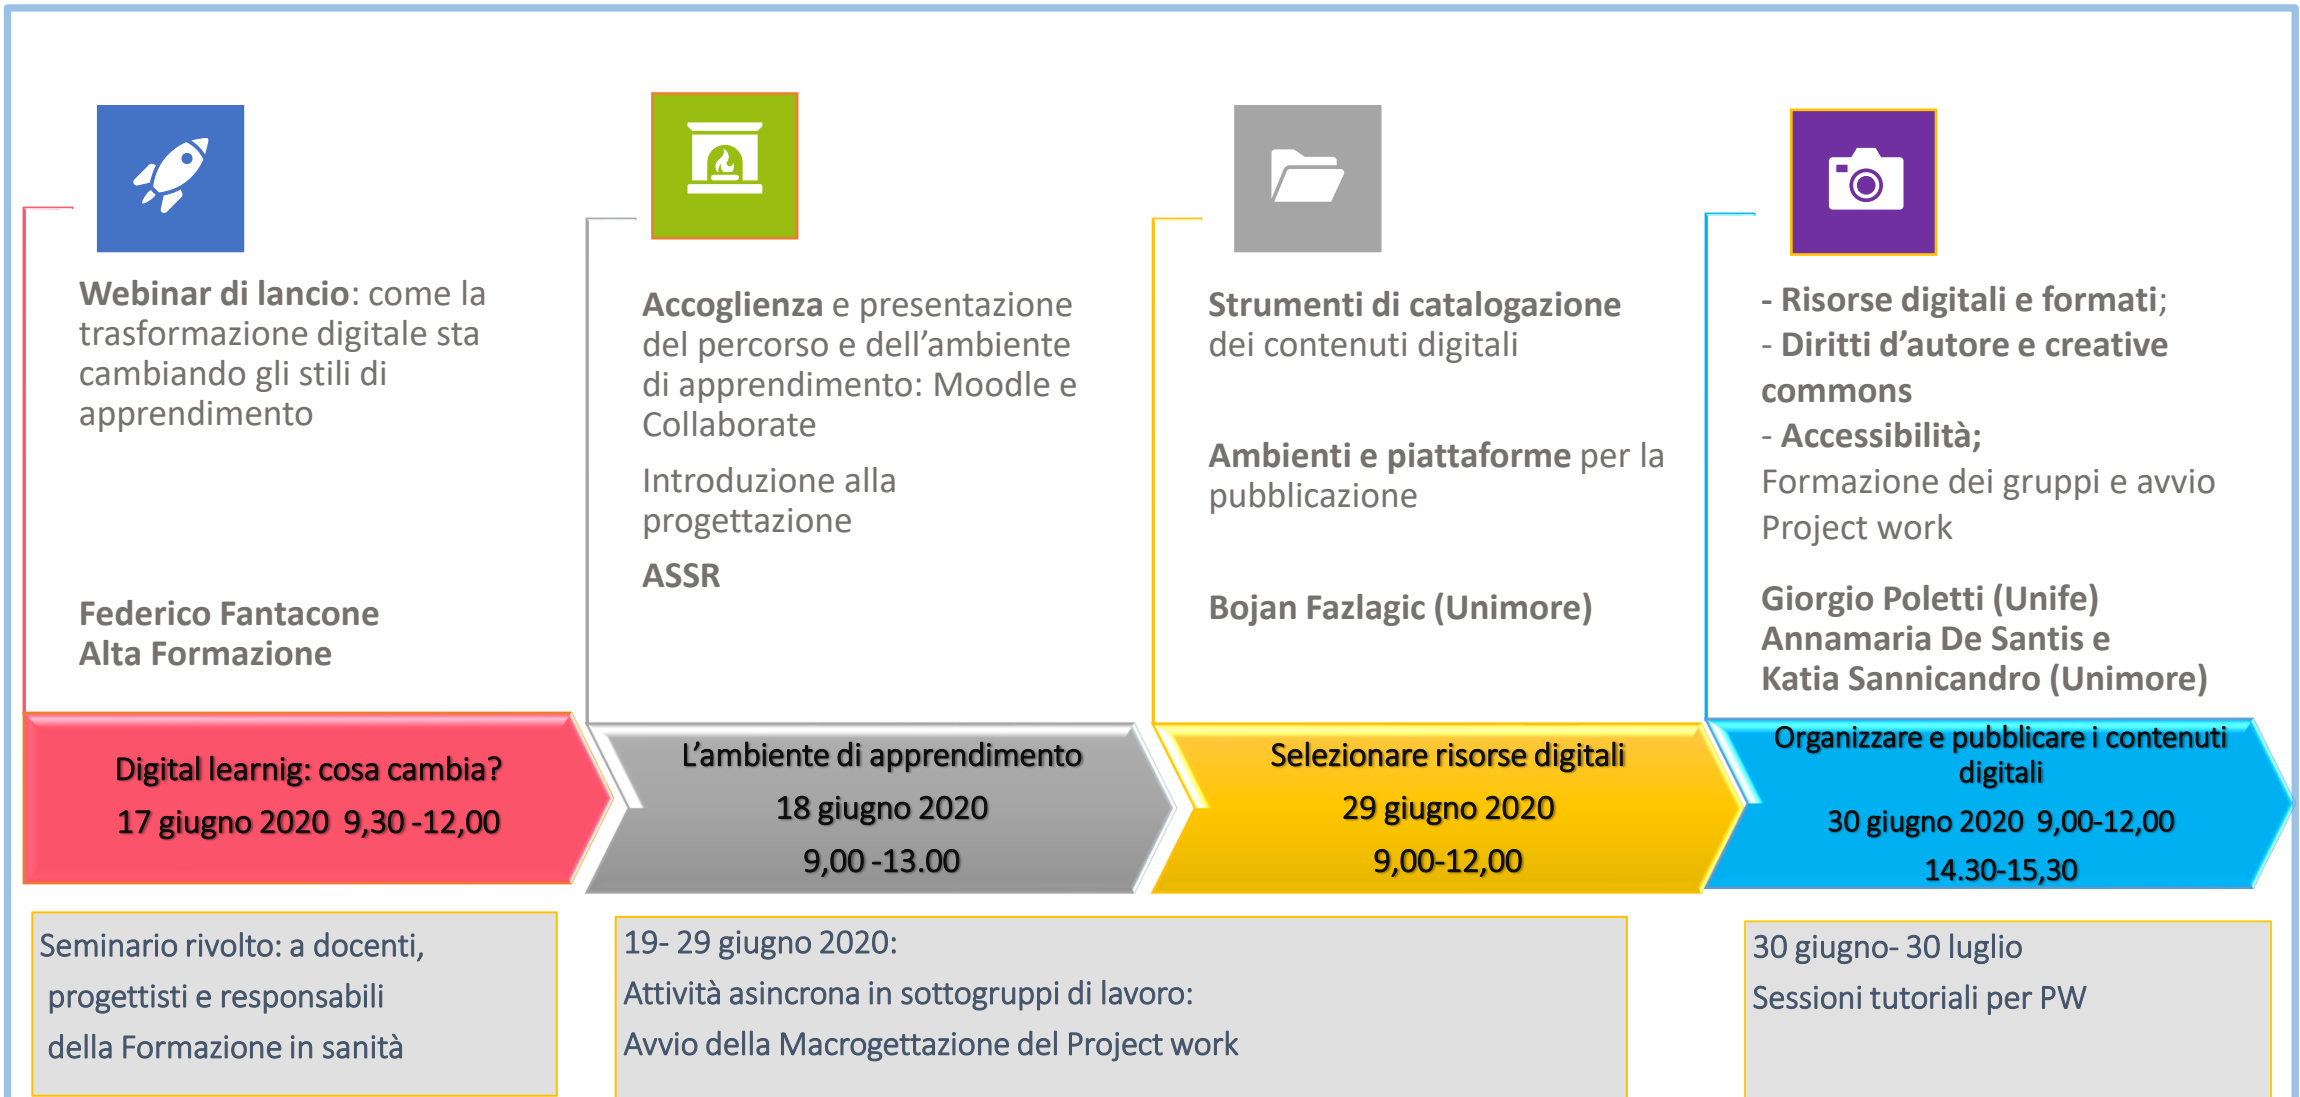 Webinar di lancio: come la
trasformazione digitale sta
cambiando gli stili di
apprendimento
Federico Fantacone
Alta Formazione
Accoglienza e presentazione
del percorso e dell'ambiente
di apprendimento: Moodle e
Collaborate
Introduzione alla
progettazione
ASSR
Strumenti di catalogazione
dei contenuti digitali
Ambienti e piattaforme per la
pubblicazione
Bojan Fazlagic (Unimore)
- Risorse digitali e formati;
- Diritti d'autore e creative
commons
- Accessibilità;
Formazione dei gruppi e avvio
Project work
Giorgio Poletti (Unife)
Annamaria De Santis e
Katia Sannicandro (Unimore)
Digital learnig: cosa cambia?
17 giugno 2020 9,30 -12,00
L'ambiente di apprendimento
18 giugno 2020
9,00 -13.00
Selezionare risorse digitali
29 giugno 2020
9,00-12,00
Organizzare e pubblicare i contenuti
digitali
30 giugno 2020 9,00-12,00
14.30-15,30
Seminario rivolto: a docenti,
progettisti e responsabili
della Formazione in sanità
19- 29 giugno 2020:
Attività asincrona in sottogruppi di lavoro:
Avvio della Macrogettazione del Project work
30 giugno- 30 luglio
Sessioni tutoriali per PW